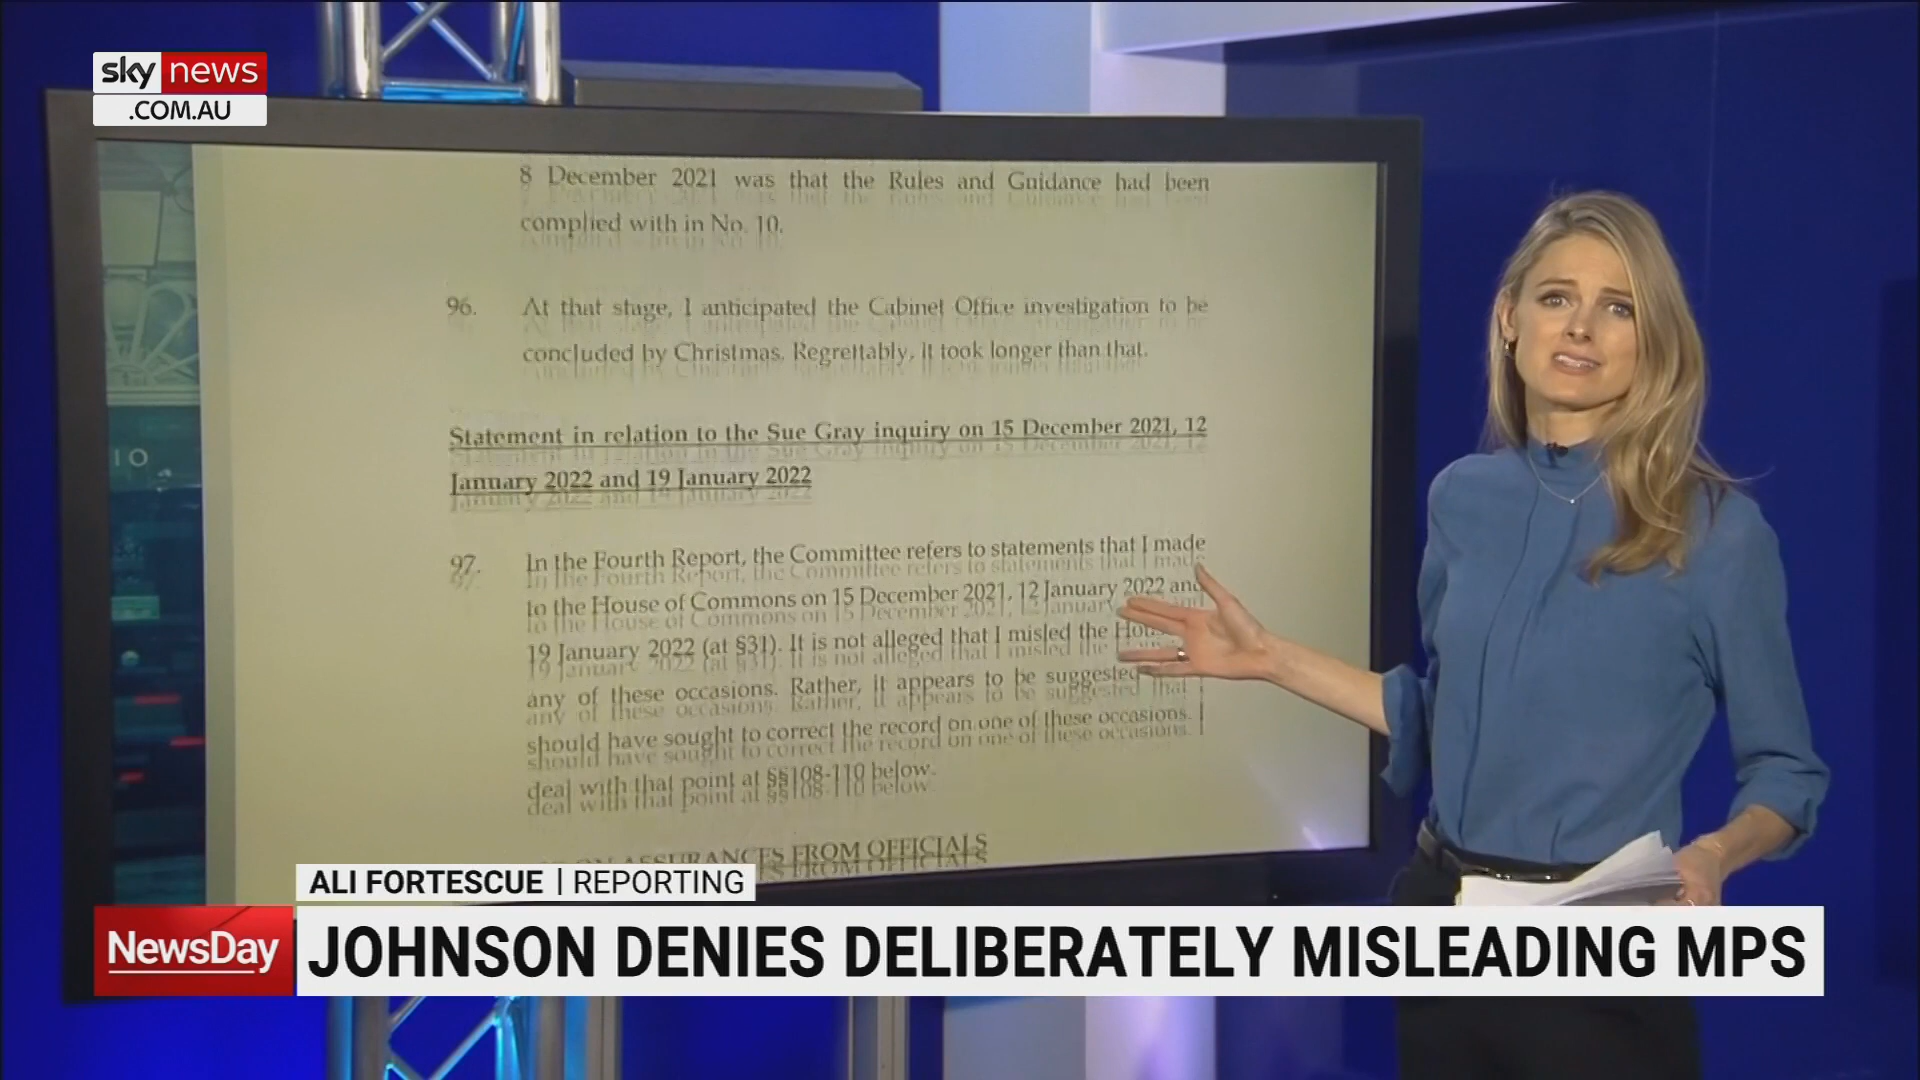 sky news
.COM.AU
8 December 2021 was that the Rules and Guidance had been
complied with in No. 10.
96. At that stage, I anticipated the Cabinet Office investigation to be
concluded by Christmas. Regrettably, it took longer than that.
Statement in relation to the Sue Gray inquiry on 15 December 2021, 12
January 2022 and 19 January 2022
97. In the Fourth Report, the Committee refers to statements that I made
to the House of Commons on 15 December 2021, 12 January 2022 and
19 January 2022 (at §31). It is not alleged that I misled the
any of these occasions. Rather, it appears to be suggested that I
should have sought to correct the record on one of these occasions. I
deal with that point at §§108-110 below.
ASSURANCES FROM OFFICIALS
IO
ALI FORTESCUE | REPORTING
NewsDay
JOHNSON DENIES DELIBERATELY MISLEADING MPS